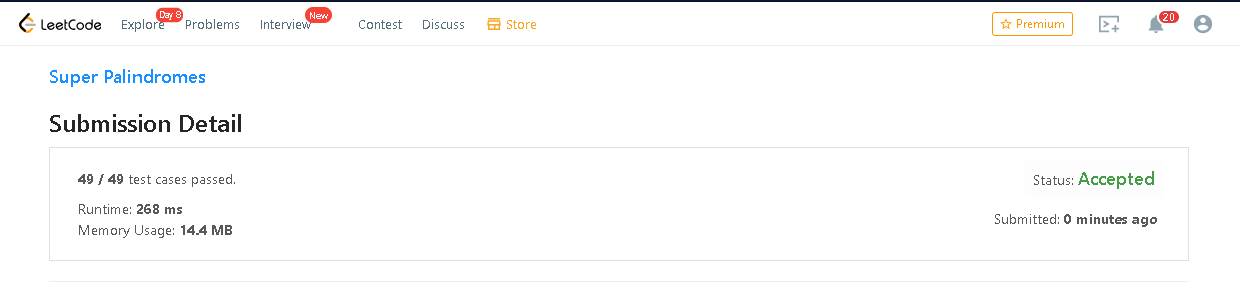 LeetCode Explore Day 8 Problems Interview New Contest Discuss Store Premium 20
Super Palindromes
Submission Detail
49 / 49 test cases passed.
Status: Accepted
Runtime: 268 ms
Submitted: 0 minutes ago
Memory Usage: 14.4 MB